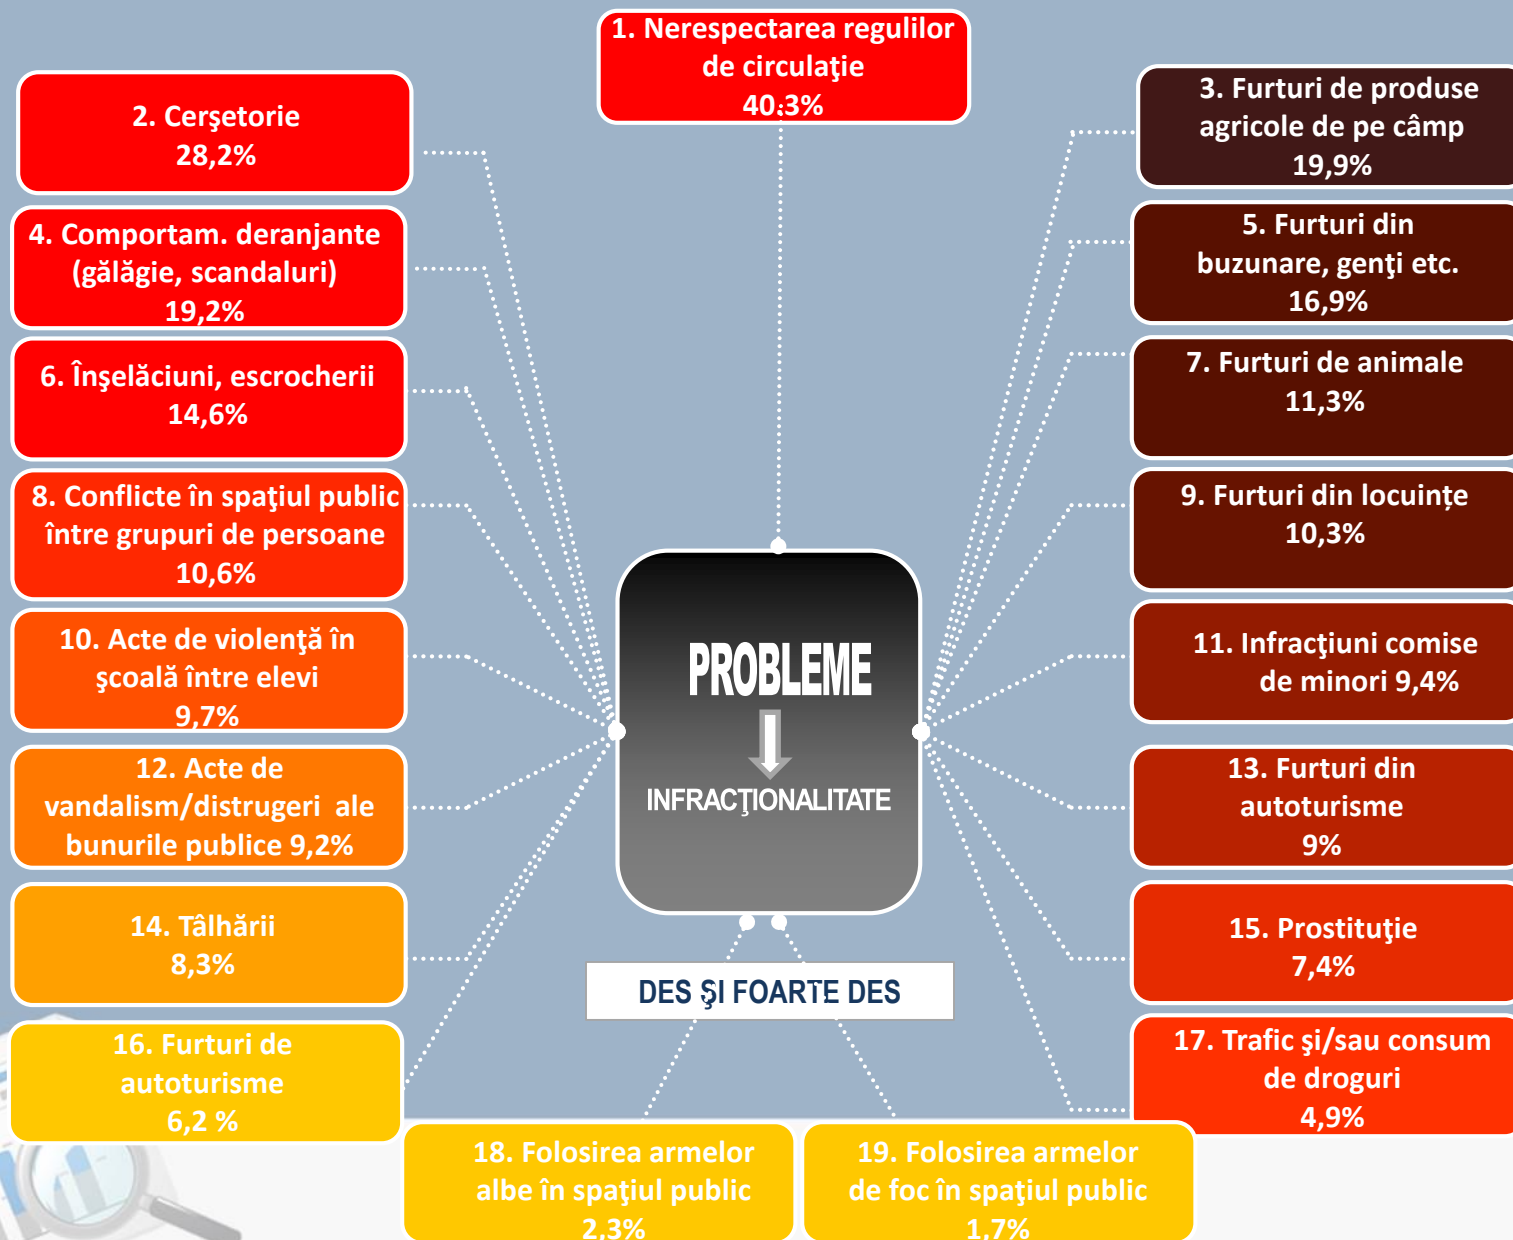 1. Nerespectarea regulilor
de circulaţie
40,3%
2. Cerşetorie
28,2%
3. Furturi de produse
agricole de pe câmp
19,9%
4. Comportam. deranjante
(gălăgie, scandaluri)
19,2%
5. Furturi din
buzunare, genţi etc.
16,9%
6. Înşelăciuni, escrocherii
14,6%
7. Furturi de animale
11,3%
8. Conflicte în spaţiul public
între grupuri de persoane
10,6%
9. Furturi din locuințe
10,3%
10. Acte de violenţă în
şcoală între elevi
9,7%
11. Infracţiuni comise
de minori 9,4%
12. Acte de
vandalism/distrugeri ale
bunurile publice 9,2%
13. Furturi din
autoturisme
9%
14. Tâlhării
8,3%
15. Prostituţie
7,4%
16. Furturi de
autoturisme
6,2 %
17. Trafic şi/sau consum
de droguri
4,9%
18. Folosirea armelor
albe în spaţiul public
2,3%
19. Folosirea armelor
de foc în spaţiul public
1,7%
PROBLEME
INFRACŢIONALITATE
DES ŞI FOARTE DES